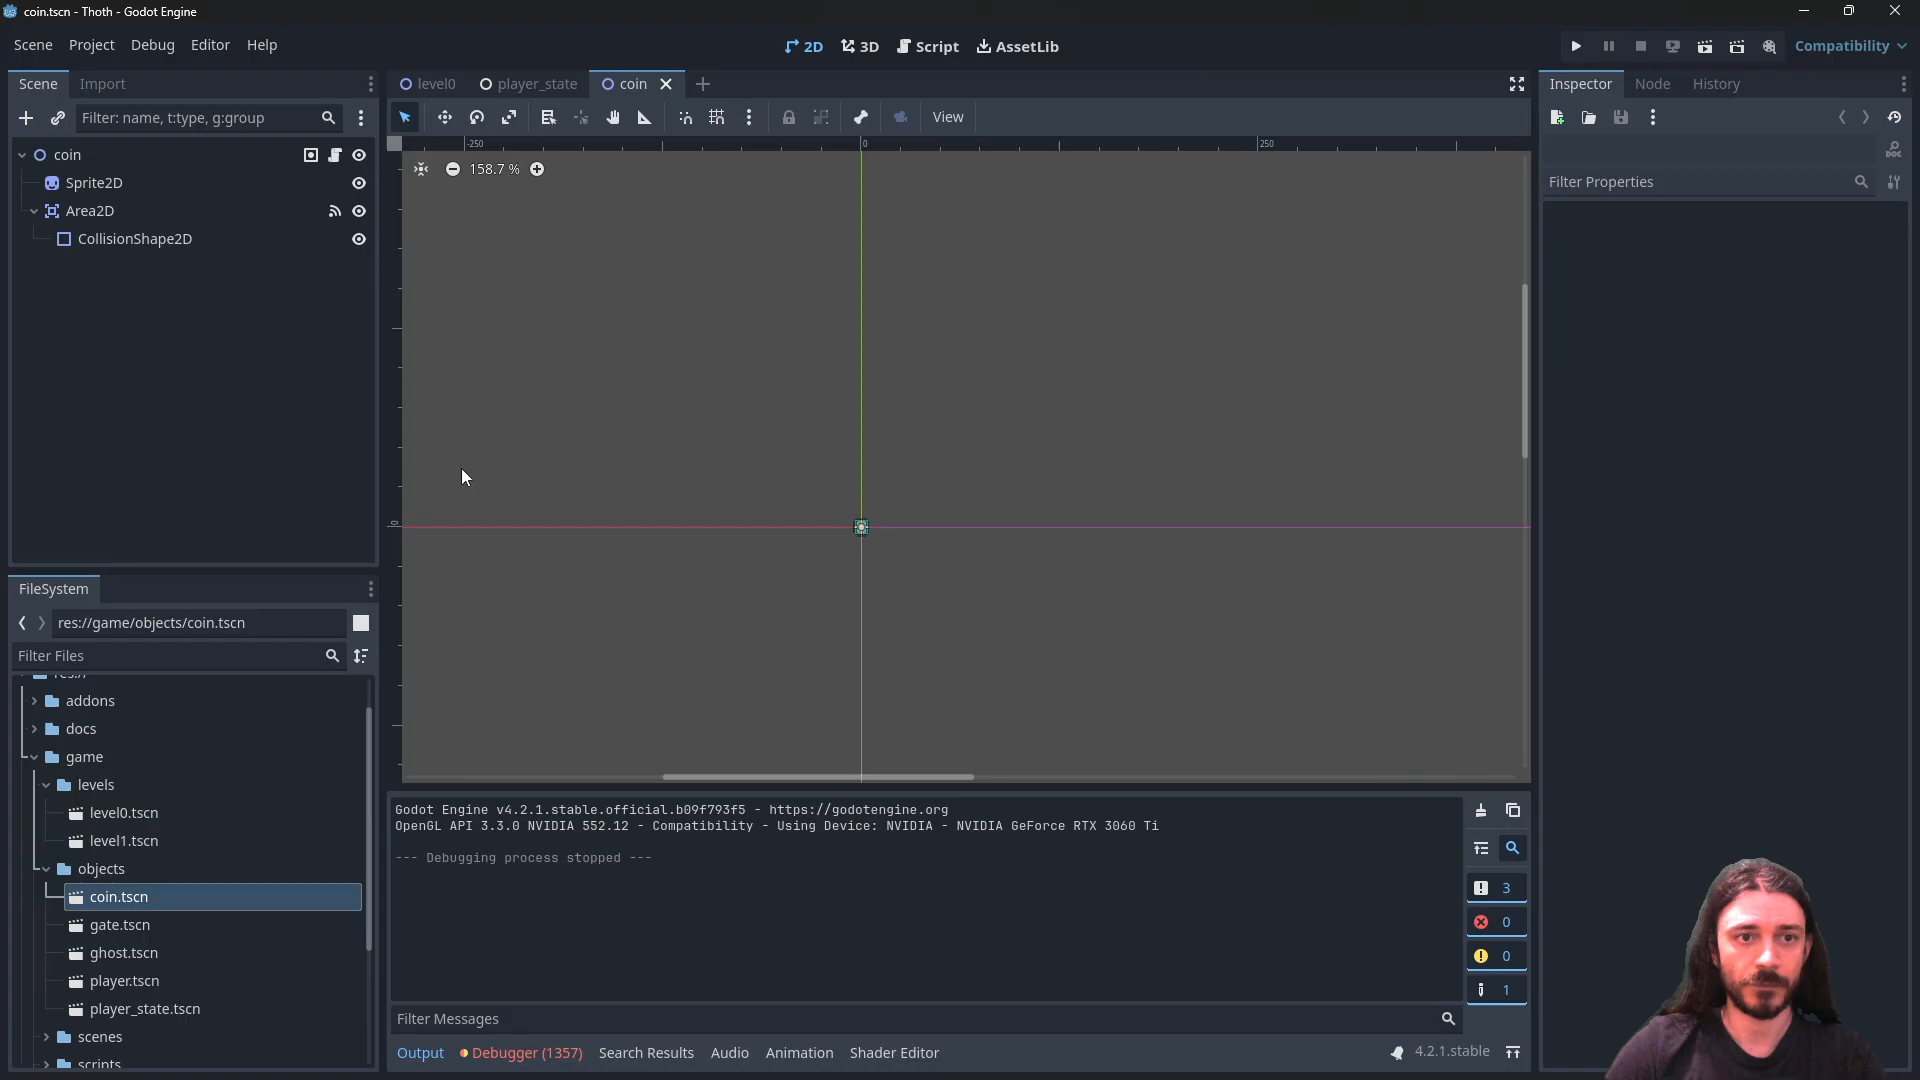 coin.tscn - Thoth - Godot Engine
Scene Project Debug Editor Help
2D 3D Script AssetLib
Compatibility
Scene Import
Filter: name, t:type, g:group
coin
Sprite2D
Area2D
CollisionShape2D
level0 player_state coin
View
-250 0 250
158.7 %
0
Inspector Node History
Filter Properties
FileSystem
res://game/objects/coin.tscn
Filter Files
res://
addons
docs
game
levels
level0.tscn
level1.tscn
objects
coin.tscn
gate.tscn
ghost.tscn
player.tscn
player_state.tscn
scenes
scripts
Godot Engine v4.2.1.stable.official.b09f793f5 - https://godotengine.org
OpenGL API 3.3.0 NVIDIA 552.12 - Compatibility - Using Device: NVIDIA - NVIDIA GeForce RTX 3060 Ti
--- Debugging process stopped ---
3
0
0
1
Filter Messages
Output Debugger (1357) Search Results Audio Animation Shader Editor
4.2.1.stable